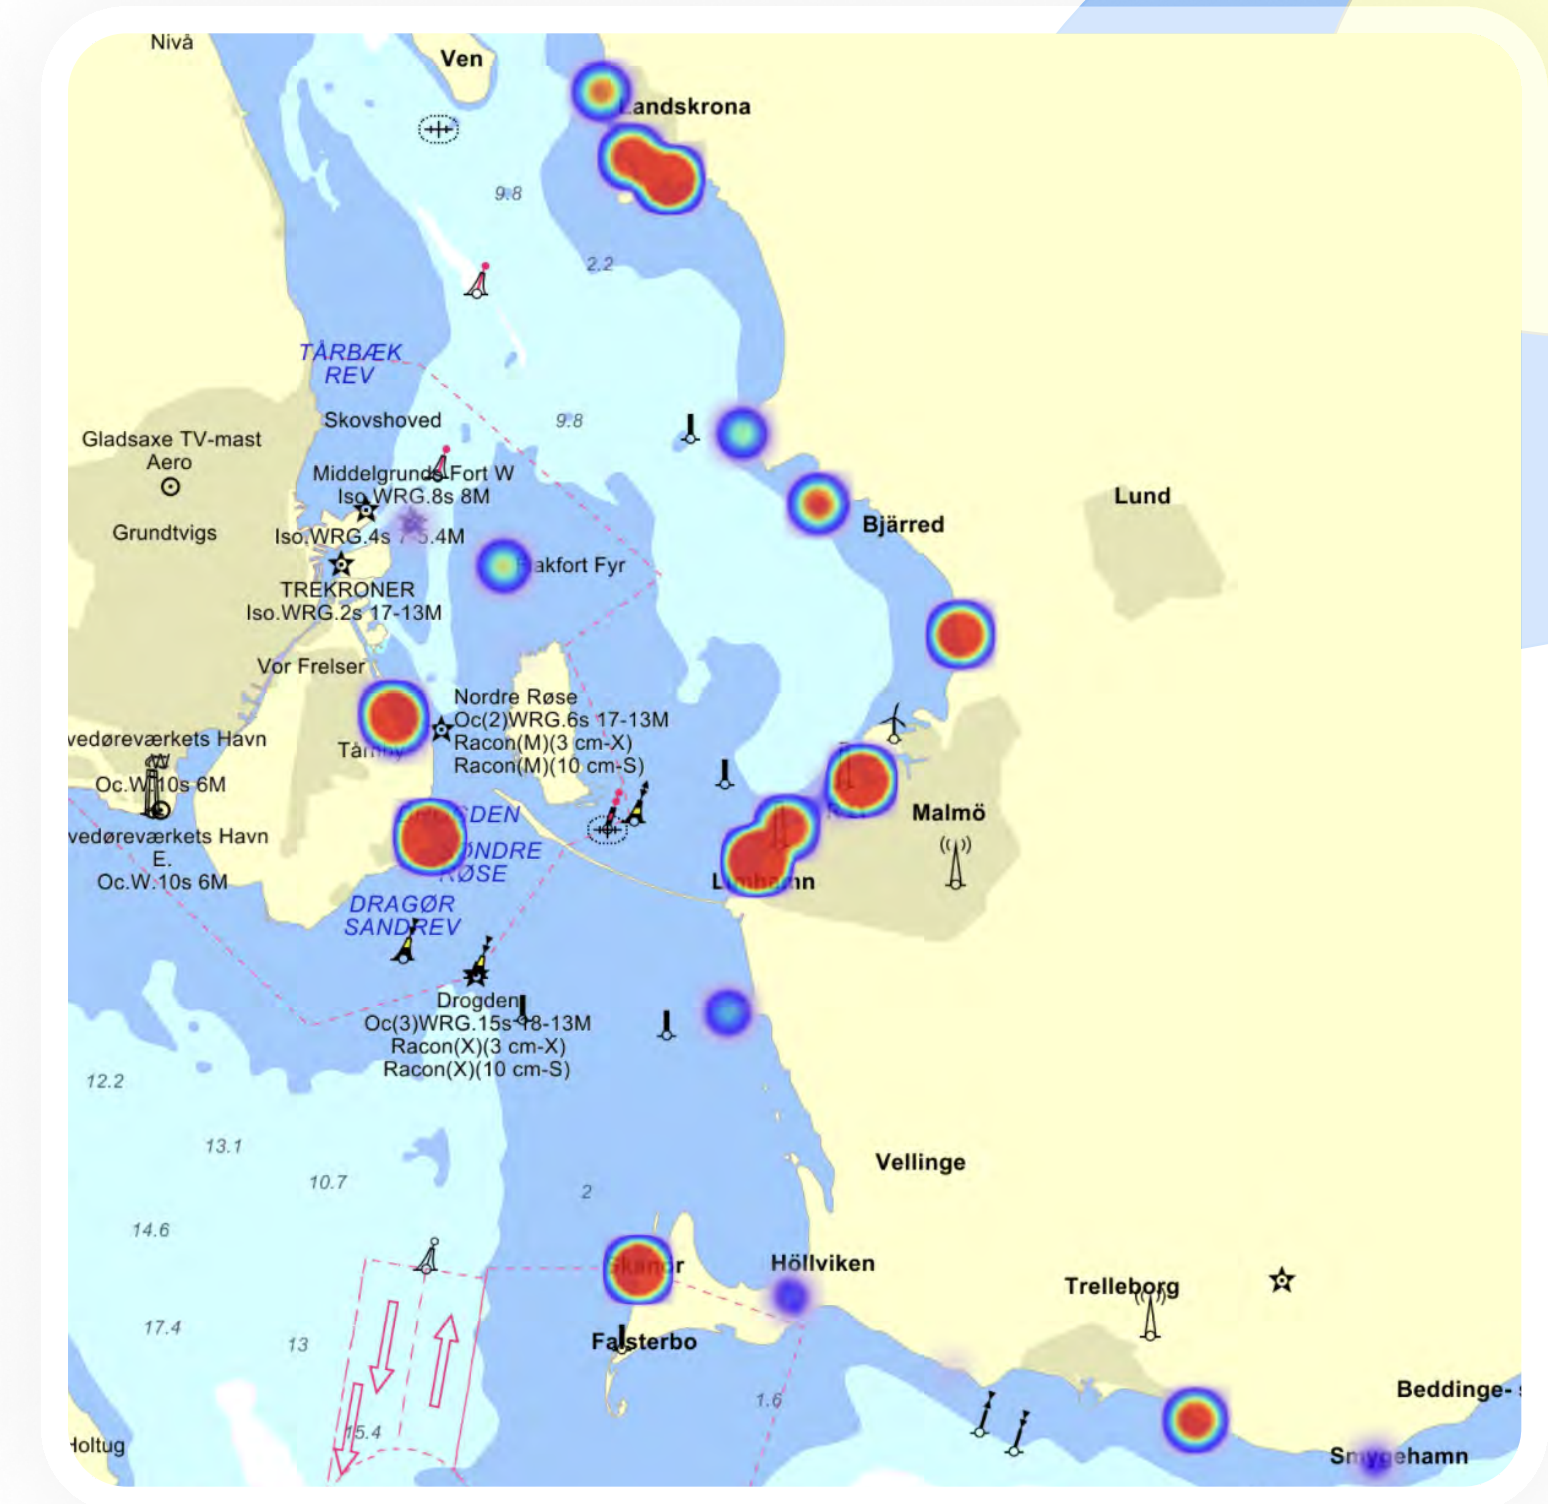 Nivå
Ven
Landskrona
9.8
2.2
TÅRBÆK
REV
Skovshoved
9.8
Gladsaxe TV-mast
Aero
Middelgrunds Fort W
Iso.WRG.8s 8M
Lund
Bjärred
Grundtvigs
Iso.WRG.4s
5.4M
akfort Fyr
TREKRONER
Iso.WRG.2s 17-13M
Vor Frelser
Nordre Røse
Oc(2)WRG.6s 17-13M
Racon(M)(3 cm-X)
Racon(M)(10 cm-S)
Tårnby
vedøreværkets Havn
W
Oc.W.10s 6M
vedøreværkets Havn
E.
Oc.W.10s 6M
DEN
NDRE
RØSE
DRAGØR
SANDREV
Malmö
Limhamn
Drogden
Oc(3)WRG.15s 18-13M
Racon(X)(3 cm-X)
Racon(X)(10 cm-S)
12.2
13.1
10.7
2
14.6
Vellinge
Skanör
Höllviken
Trelleborg
17.4
13
Falsterbo
1.6
15.4
Beddinge-
Holtug
Smygehamn